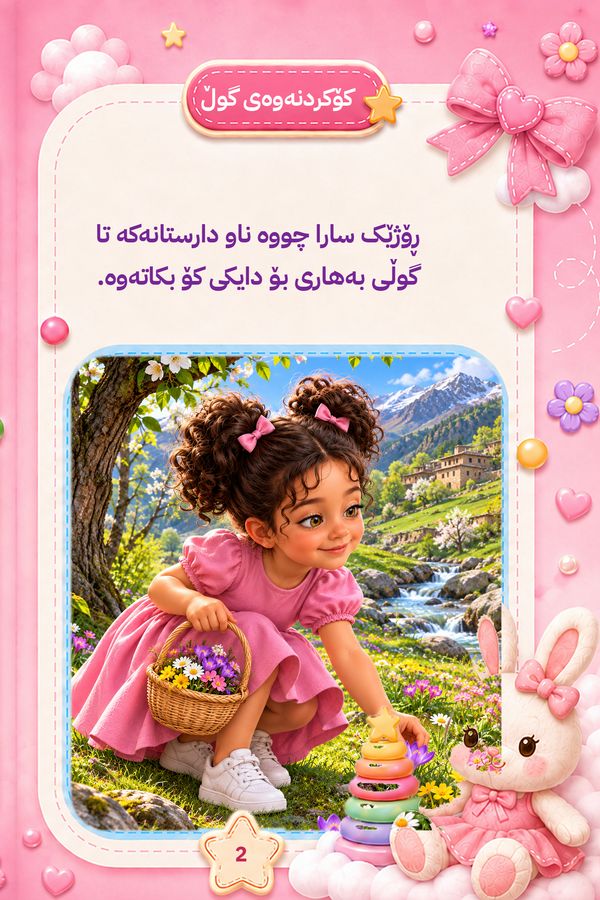 کۆکردنەوەی گوڵ
ڕۆژێک سارا چووە ناو دارستانەکە تا
گوڵی بەهاری بۆ دایکی کۆ بکاتەوە.
2